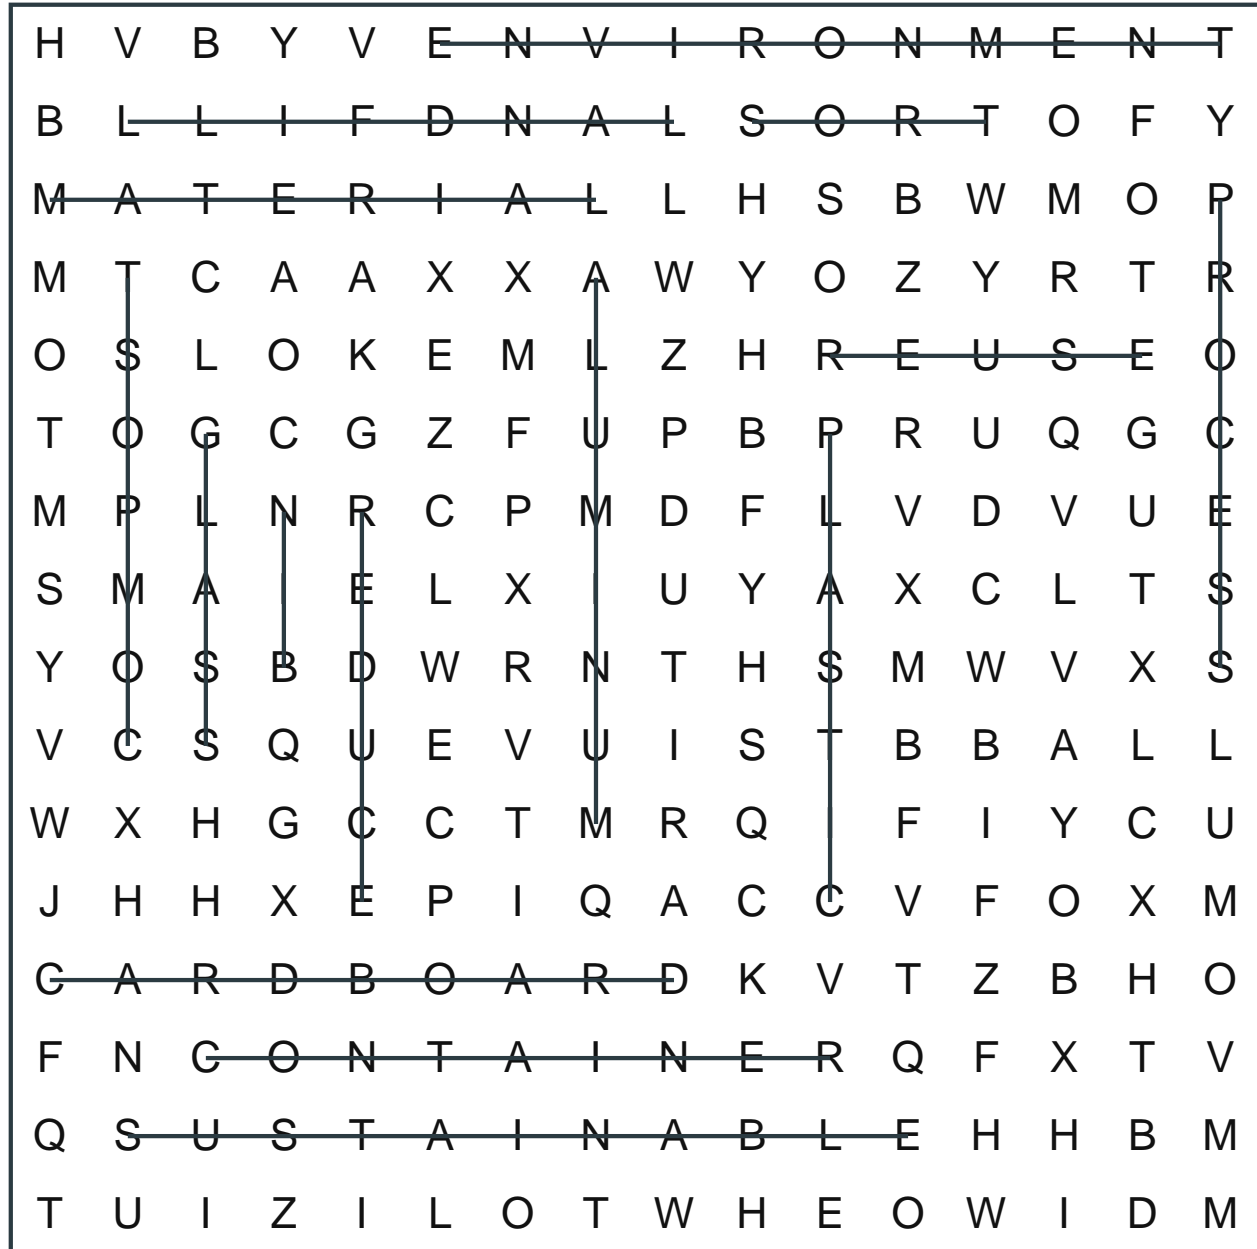 H V B Y V E N V I R O N M E N T
B L L I F D N A L S O R T O F Y
M A T E R I A L L H S B W M O P
M T C A A X X A W Y O Z Y R T R
O S L O K E M L Z H R E U S E O
T O G C G Z F U P B P R U Q G C
M P L N R C P M D F L V D V U E
S M A I E L X I U Y A X C L T S
Y O S B D W R N T H S M W V X S
V C S Q U E V U I S T B B A L L
W X H G C C T M R Q I F I Y C U
J H H X E P I Q A C C V F O X M
C A R D B O A R D K V T Z B H O
F N C O N T A I N E R Q F X T V
Q S U S T A I N A B L E H H B M
T U I Z I L O T W H E O W I D M